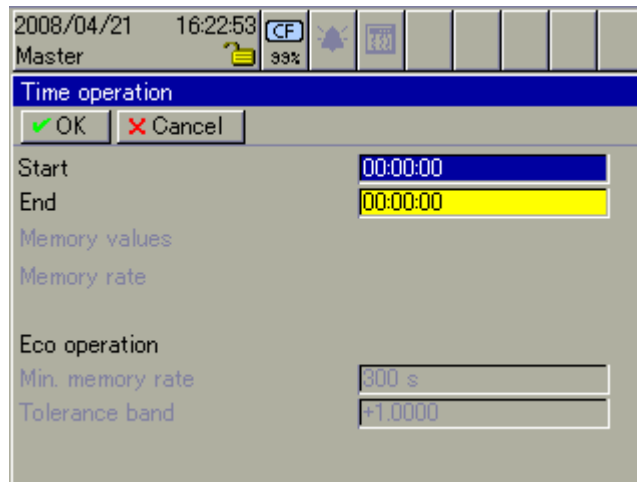 2008/04/21 16:22:53 CF
Master 99%
Time operation
OK Cancel
Start 00:00:00
End 00:00:00
Memory values
Memory rate
Eco operation
Min. memory rate 300 s
Tolerance band +1.0000